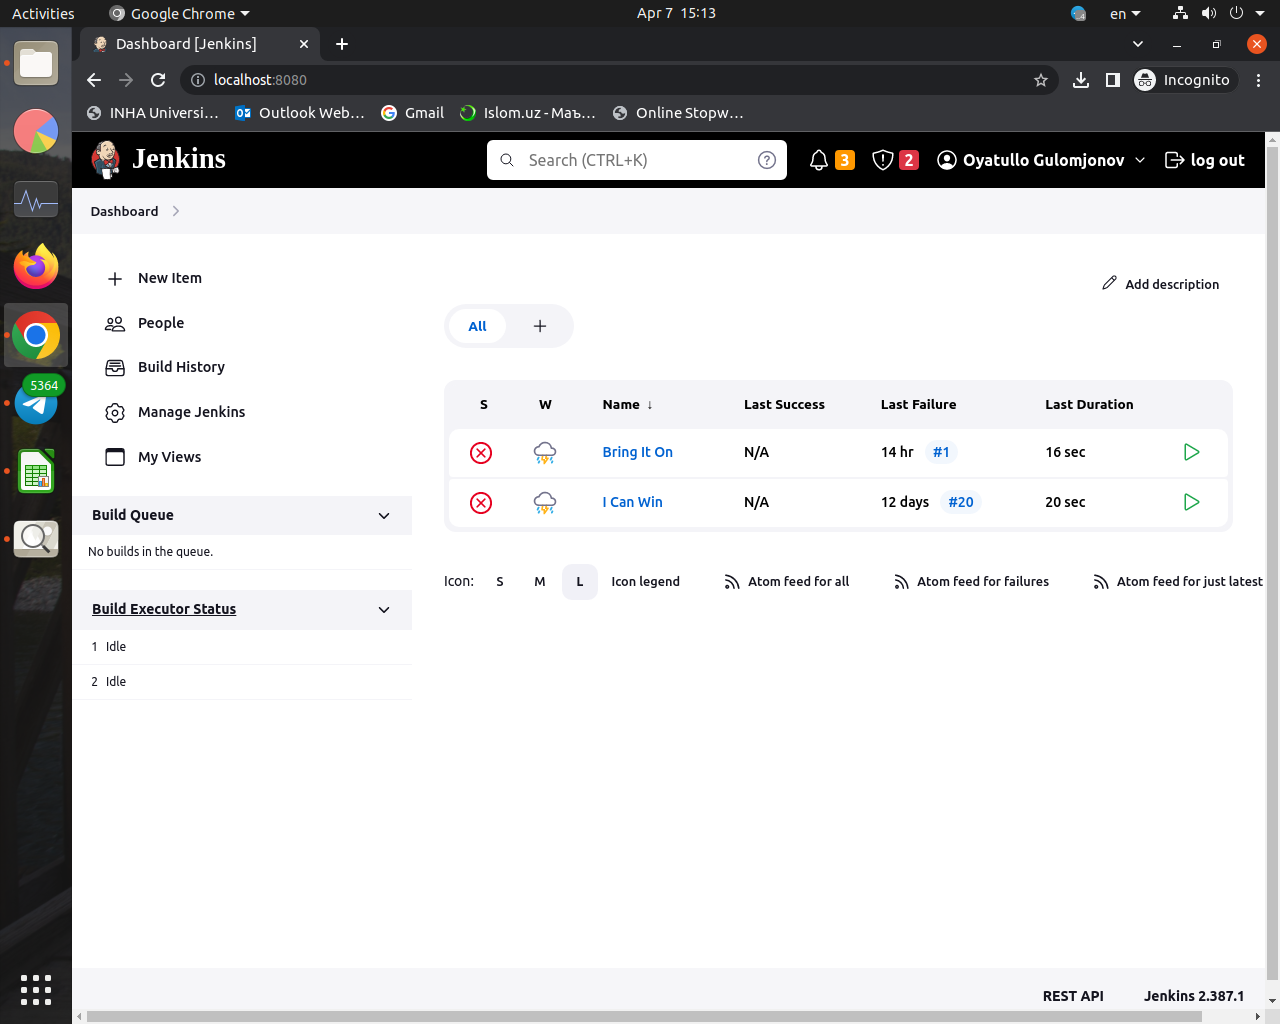 Activities
Google Chrome
Apr 7 15:13
en
Dashboard [Jenkins]
localhost:8080
Incognito
INHA Universi…
Outlook Web…
Gmail
Islom.uz - Маъ…
Online Stopw…
Jenkins
Search (CTRL+K)
3
2
Oyatullo Gulomjonov
log out
Dashboard
New Item
People
Build History
Manage Jenkins
My Views
5364
Build Queue
No builds in the queue.
Build Executor Status
1 Idle
2 Idle
Add description
All
S W Name ↓ Last Success Last Failure Last Duration
Bring It On N/A 14 hr #1 16 sec
I Can Win N/A 12 days #20 20 sec
Icon: S M L Icon legend Atom feed for all Atom feed for failures Atom feed for just latest
REST API Jenkins 2.387.1